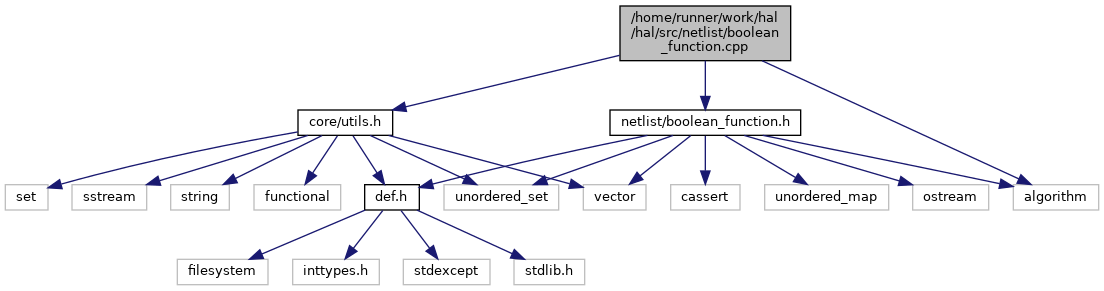 /home/runner/work/hal
/hal/src/netlist/boolean
_function.cpp
core/utils.h
netlist/boolean_function.h
set
sstream
string
functional
def.h
unordered_set
vector
cassert
unordered_map
ostream
algorithm
filesystem
inttypes.h
stdexcept
stdlib.h